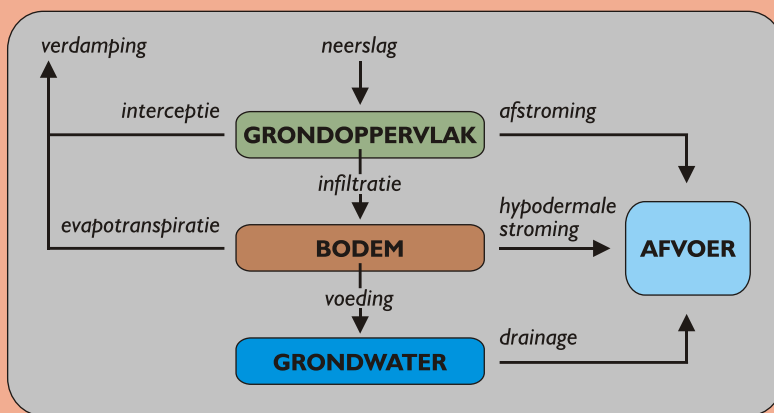 verdamping
neerslag
interceptie
GRONDOPPERVLAK
afstroming
infiltratie
evapotranspiratie
BODEM
hypodermale
stroming
AFVOER
voeding
GRONDWATER
drainage